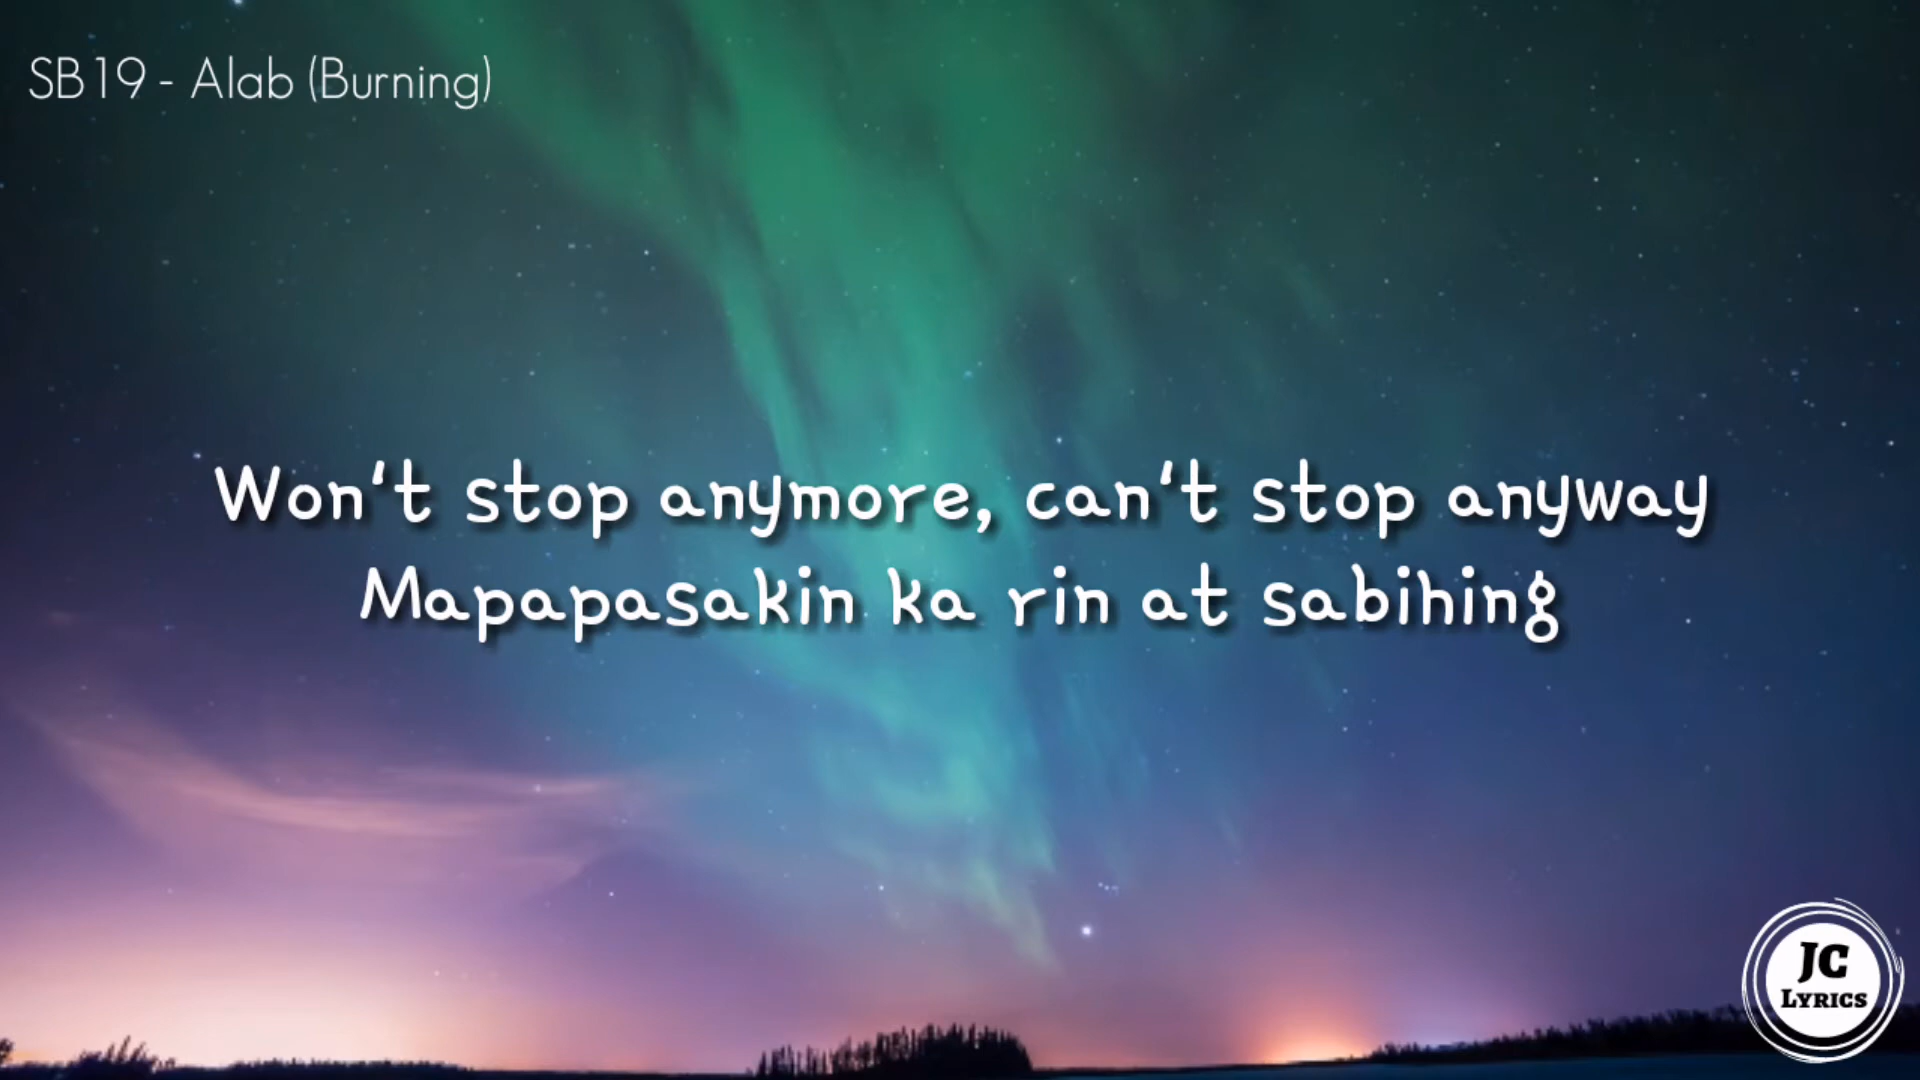 SB19 - Alab (Burning)
Won't stop anymore, can't stop anyway
Mapapasakin ka rin at sabihing
JC
LYRICS